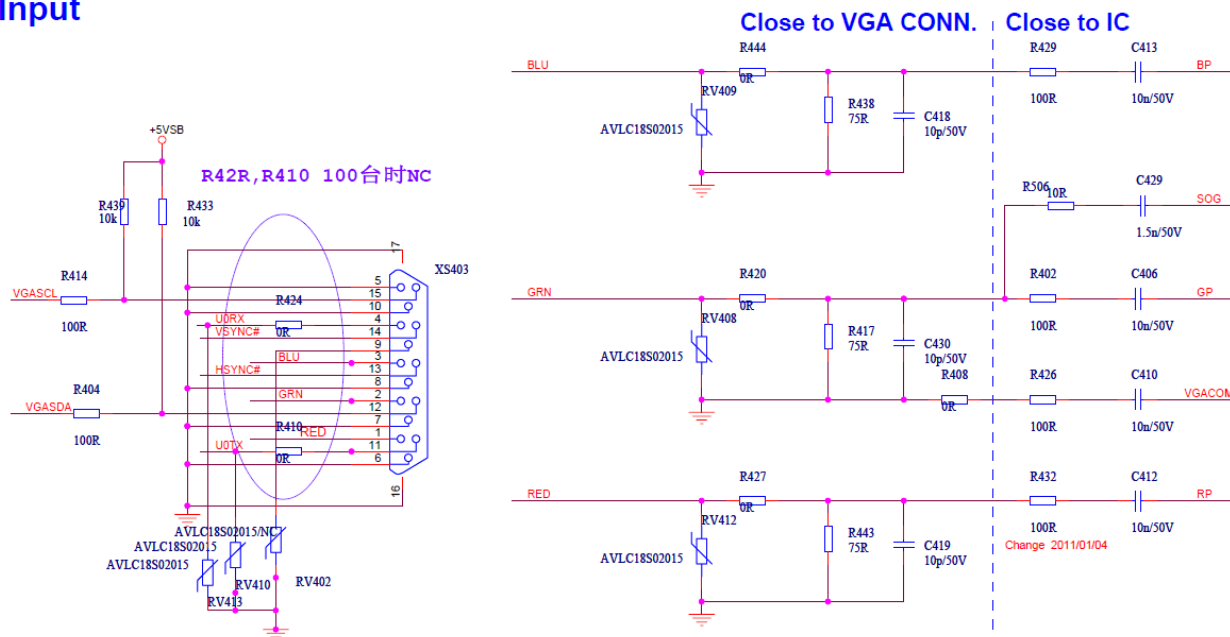 Input
Close to VGA CONN.
Close to IC
R444
R429
C413
BLU
BP
0R
RV409
100R
10n/50V
R438
75R
C418
10p/50V
AVLC18S02015
+5VSB
R42R,R410 100台时NC
R439
10k
R433
10k
R506
10R
C429
SOG
1.5n/50V
17
XS403
R414
VGASCL
100R
5
15
10
4
14
9
3
13
8
2
12
7
1
11
6
16
R424
U0RX
0R
VSYNC#
BLU
HSYNC#
GRN
R410
RED
U0TX
0R
R404
VGASDA
100R
R420
R402
C406
GRN
GP
0R
RV408
100R
10n/50V
R417
75R
AVLC18S02015
C430
10p/50V
R408
0R
R426
C410
VGACOM
100R
10n/50V
R427
R432
C412
RED
RP
0R
RV412
100R
10n/50V
Change 2011/01/04
R443
75R
C419
10p/50V
AVLC18S02015
AVLC18S02015/NC
AVLC18S02015
AVLC18S02015
RV410
RV402
RV413